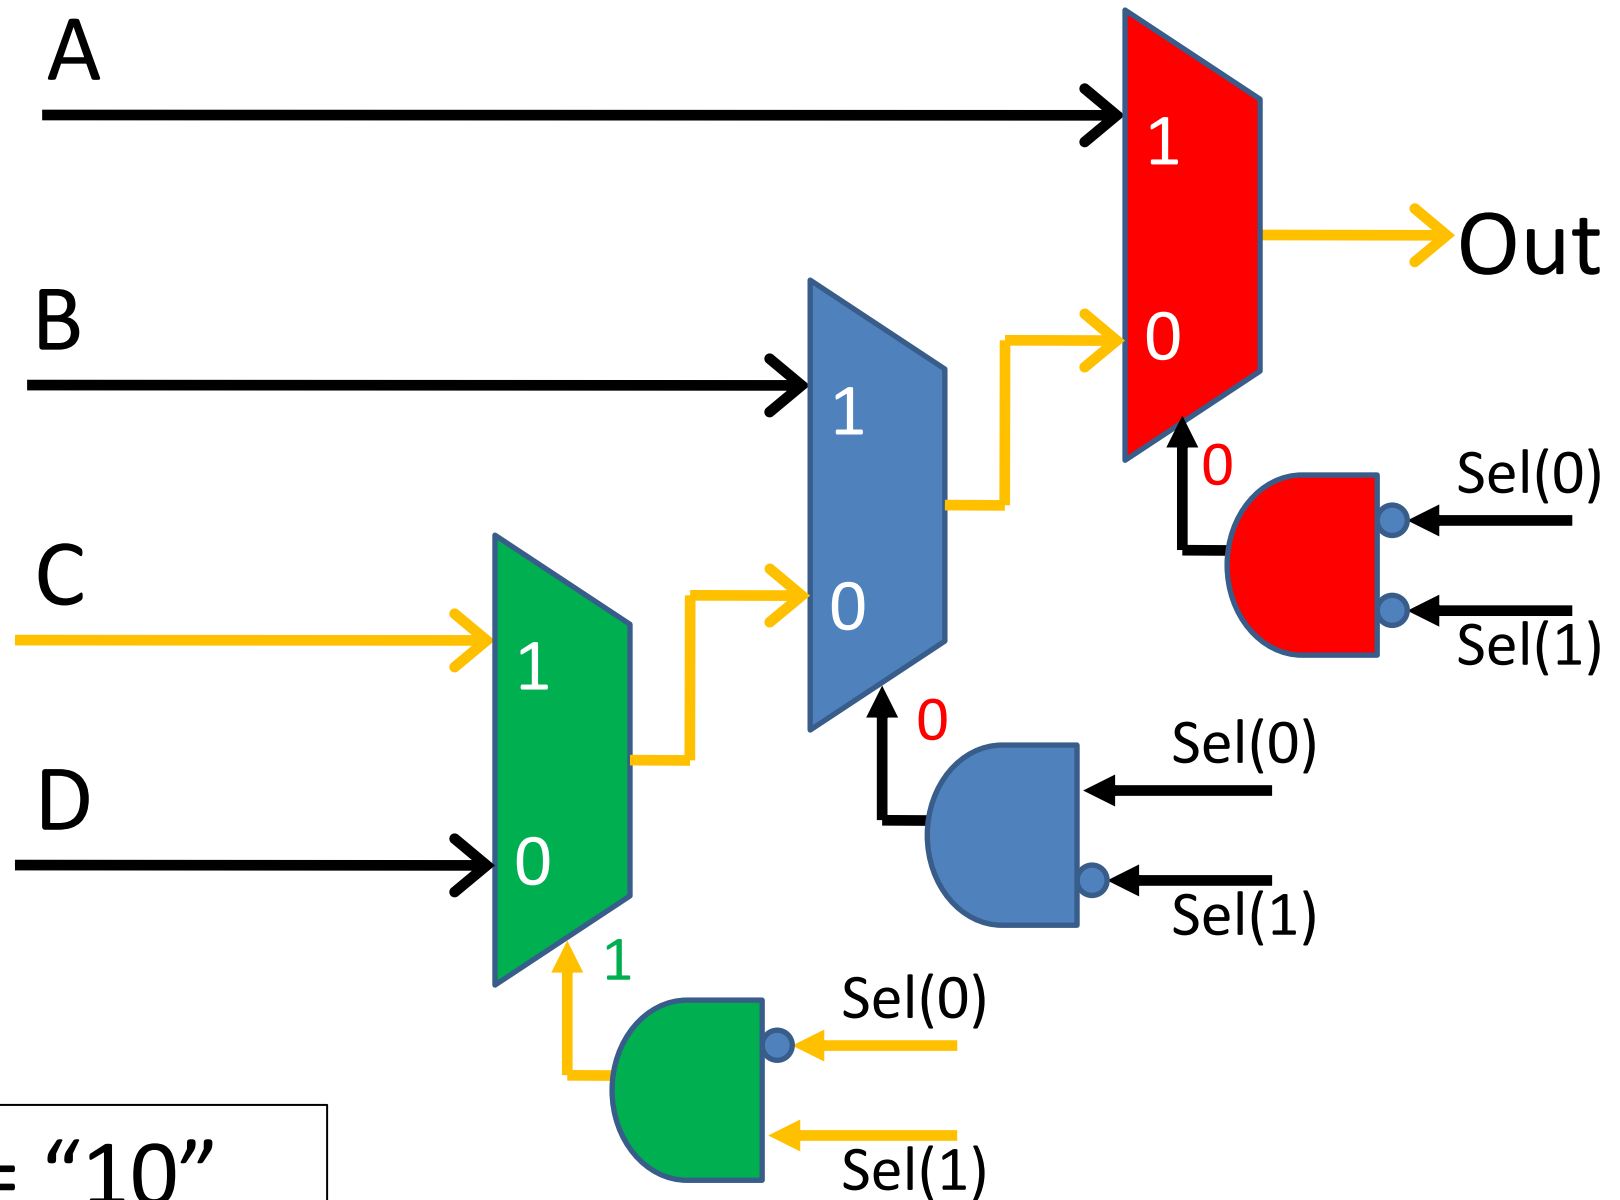 A
1
Out
B
0
1
0
Sel(0)
C
0
Sel(1)
1
0
Sel(0)
D
0
Sel(1)
1
Sel(0)
= “10”
Sel(1)